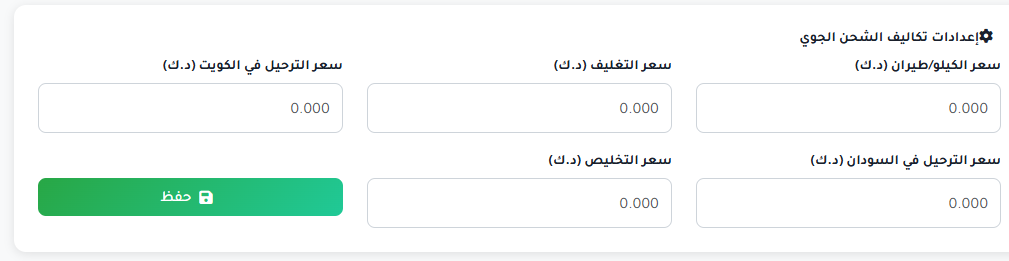 إعدادات تكاليف الشحن الجوي
سعر الكيلو/طيران (د.ك)
سعر التغليف (د.ك)
سعر الترحيل في الكويت (د.ك)
0.000
0.000
0.000
سعر الترحيل في السودان (د.ك)
سعر التخليص (د.ك)
0.000
0.000
حفظ